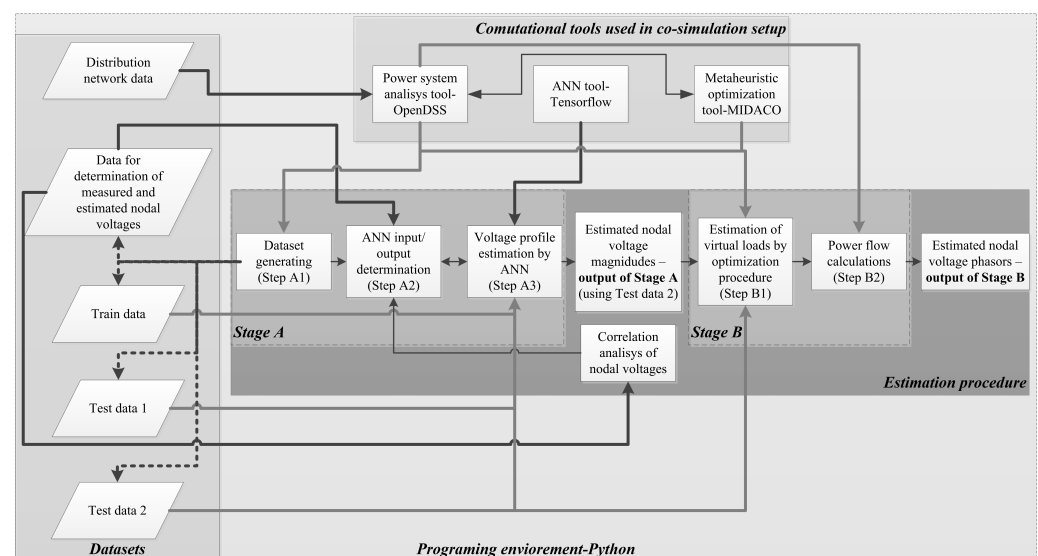 Comutational tools used in co-simulation setup
Distribution
network data
Power system
analisys tool-
OpenDSS
ANN tool-
Tensorflow
Metaheuristic
optimization
tool-MIDACO
Data for
determination of
measured and
estimated nodal
voltages
Dataset
generating
(Step A1)
ANN input/
output
determination
(Step A2)
Voltage profile
estimation by
ANN
(Step A3)
Estimated nodal
voltage
magnidudes –
output of Stage A
(using Test data 2)
Estimation of
virtual loads by
optimization
procedure
(Step B1)
Power flow
calculations
(Step B2)
Estimated nodal
voltage phasors –
output of Stage B
Train data
Stage A
Stage B
Correlation
analisys of
nodal voltages
Estimation procedure
Test data 1
Test data 2
Datasets
Programing enviorement-Python